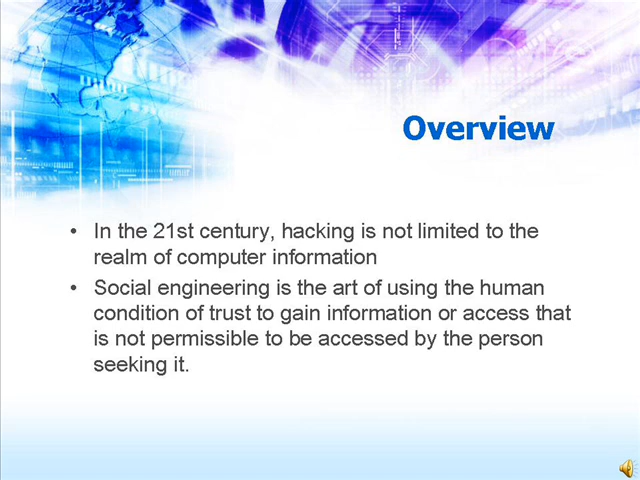 Overview
• In the 21st century, hacking is not limited to the
realm of computer information
• Social engineering is the art of using the human
condition of trust to gain information or access that
is not permissible to be accessed by the person
seeking it.